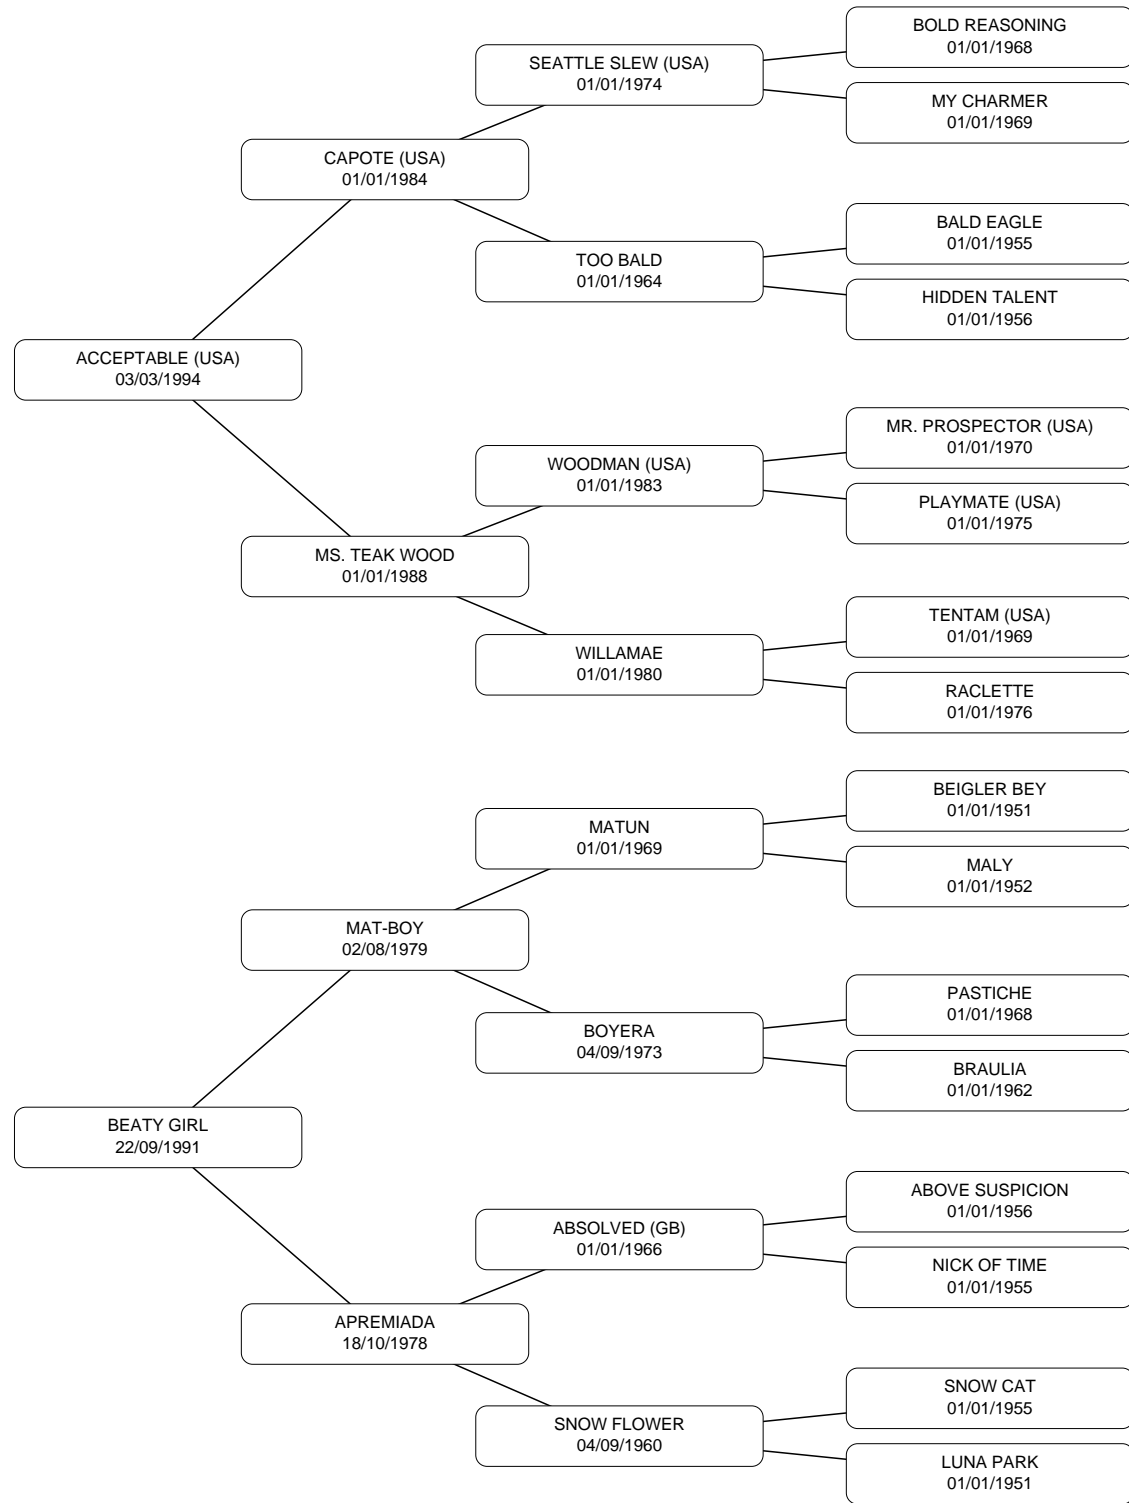 BOLD REASONING
01/01/1968
SEATTLE SLEW (USA)
01/01/1974
MY CHARMER
01/01/1969
CAPOTE (USA)
01/01/1984
BALD EAGLE
01/01/1955
TOO BALD
01/01/1964
HIDDEN TALENT
01/01/1956
ACCEPTABLE (USA)
03/03/1994
MR. PROSPECTOR (USA)
01/01/1970
WOODMAN (USA)
01/01/1983
PLAYMATE (USA)
01/01/1975
MS. TEAK WOOD
01/01/1988
TENTAM (USA)
01/01/1969
WILLAMAE
01/01/1980
RACLETTE
01/01/1976
BEIGLER BEY
01/01/1951
MATUN
01/01/1969
MALY
01/01/1952
MAT-BOY
02/08/1979
PASTICHE
01/01/1968
BOYERA
04/09/1973
BRAULIA
01/01/1962
BEATY GIRL
22/09/1991
ABOVE SUSPICION
01/01/1956
ABSOLVED (GB)
01/01/1966
NICK OF TIME
01/01/1955
APREMIADA
18/10/1978
SNOW CAT
01/01/1955
SNOW FLOWER
04/09/1960
LUNA PARK
01/01/1951